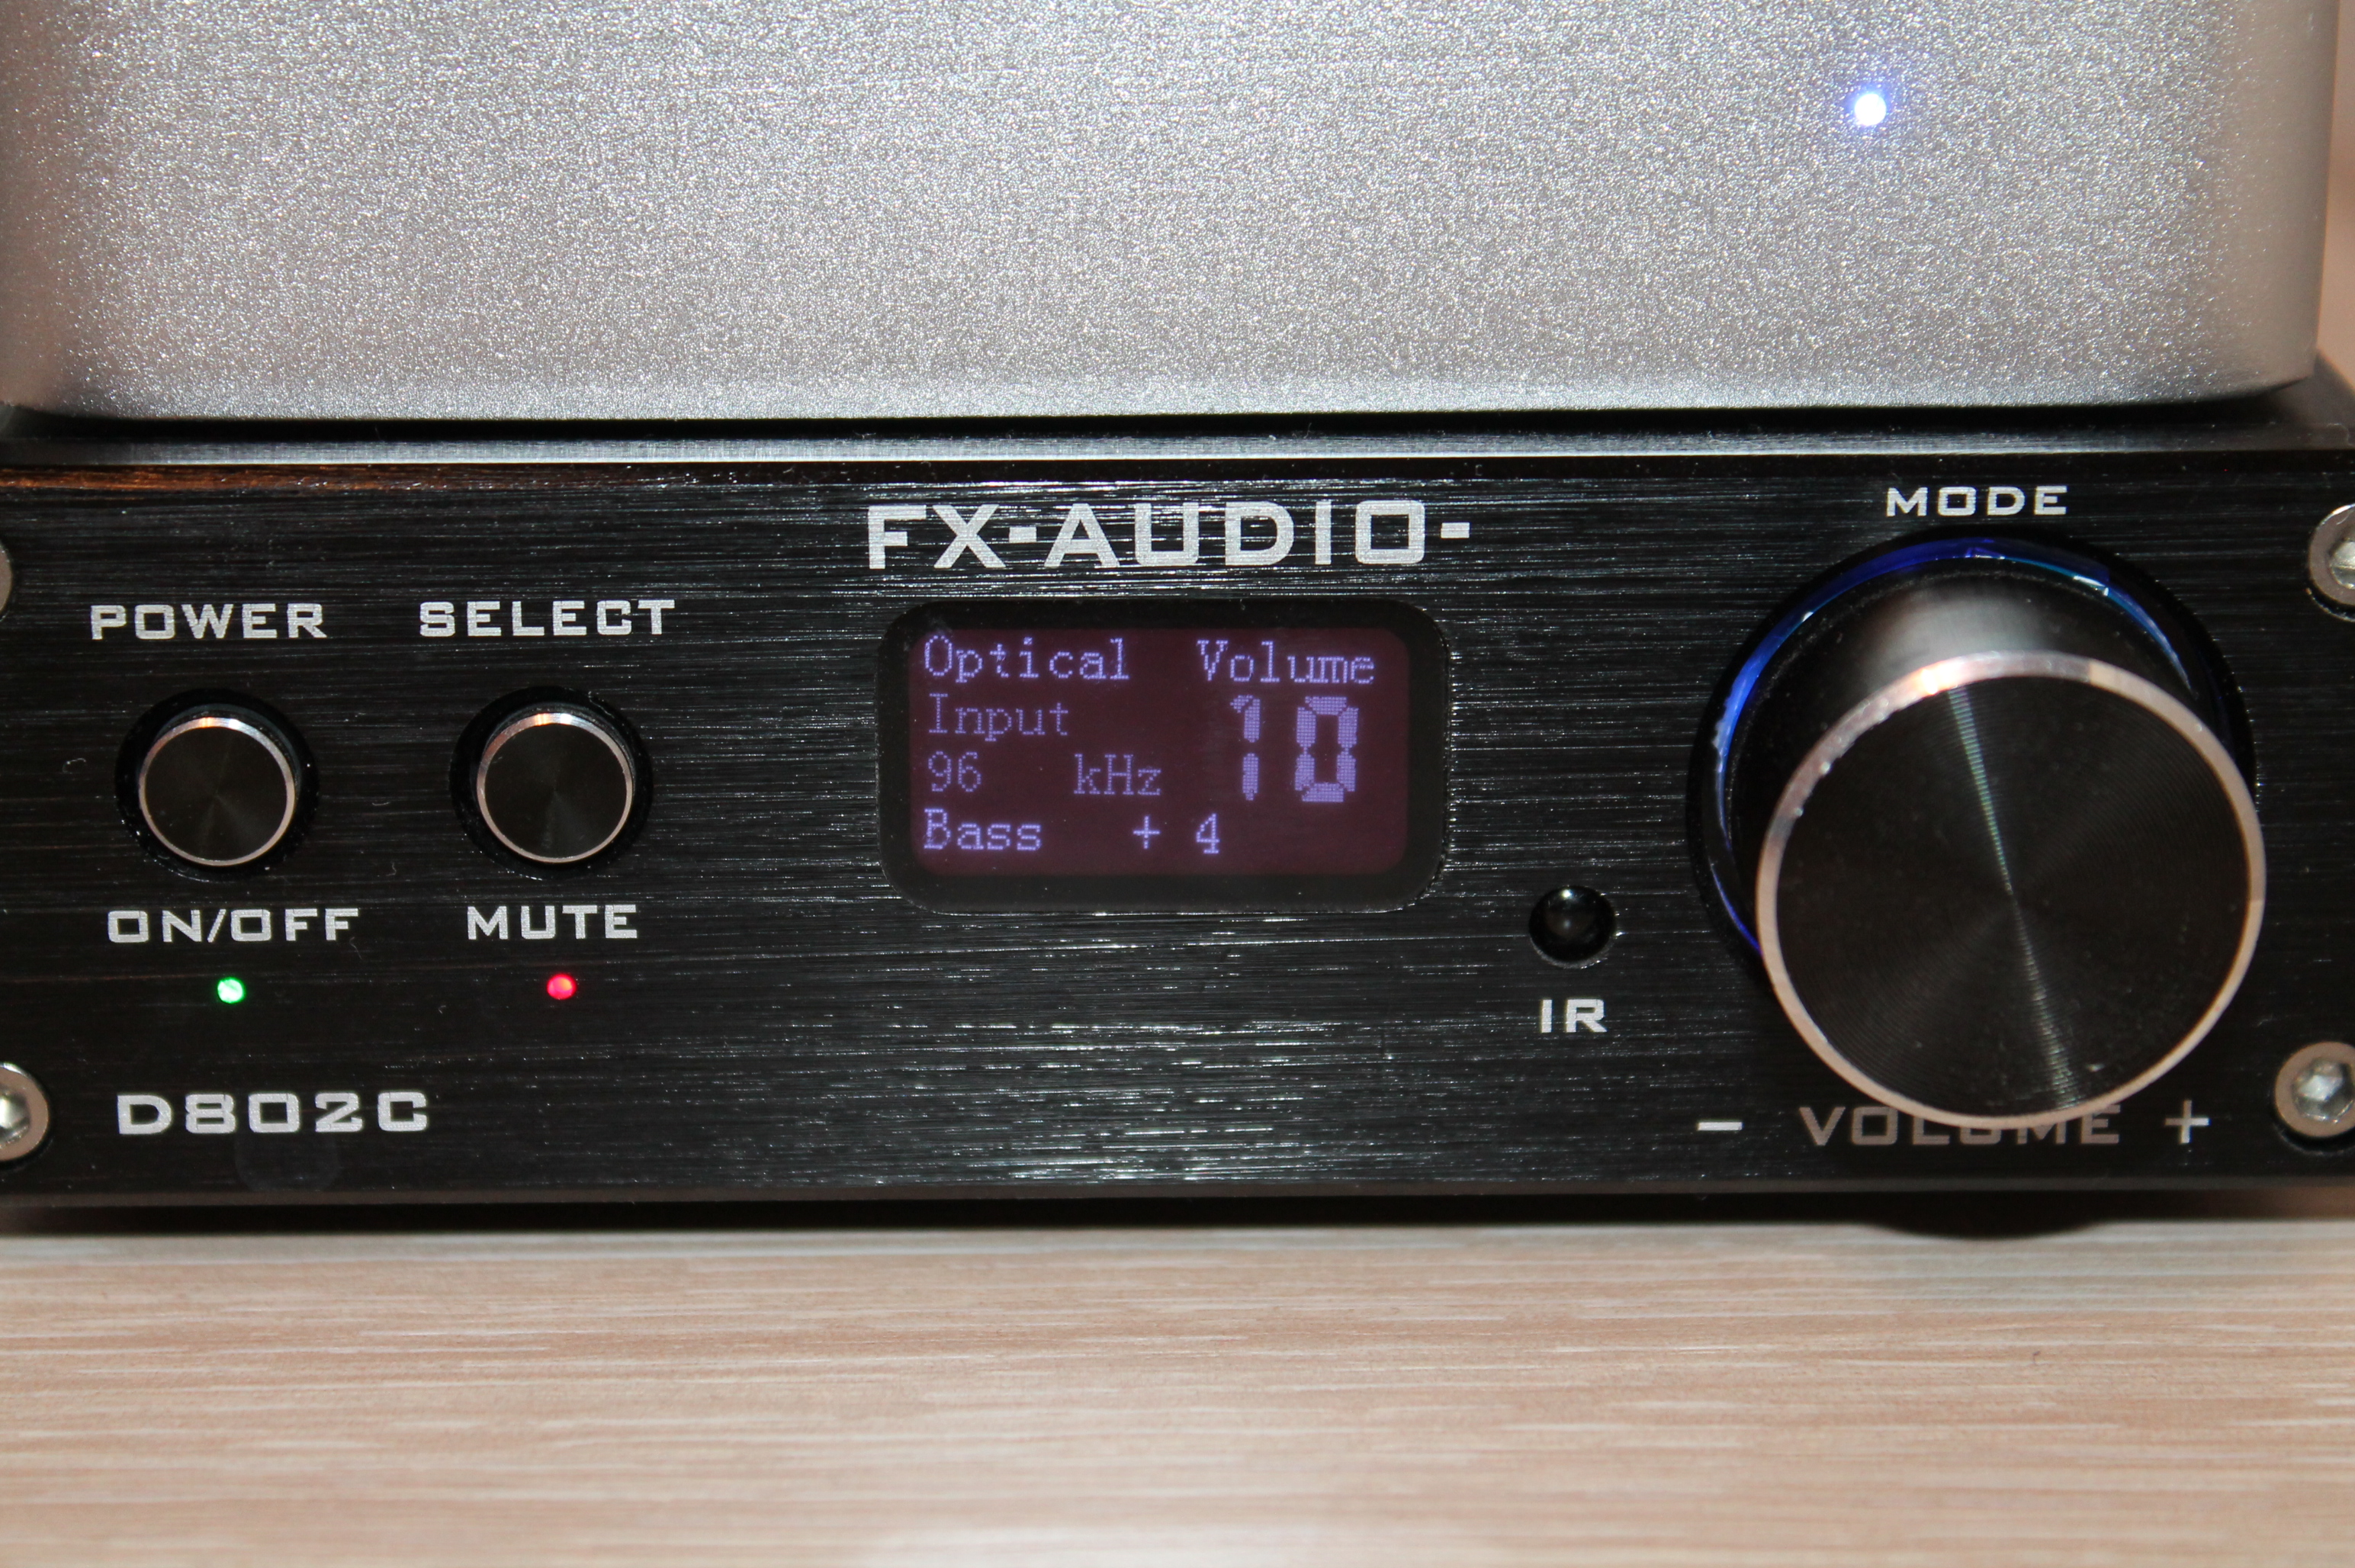 FX-AUDIO-
MODE
POWER
SELECT
Optical Volume
Input 10
96 kHz
Bass + 4
ON/OFF
MUTE
IR
D802C
- VOLUME +